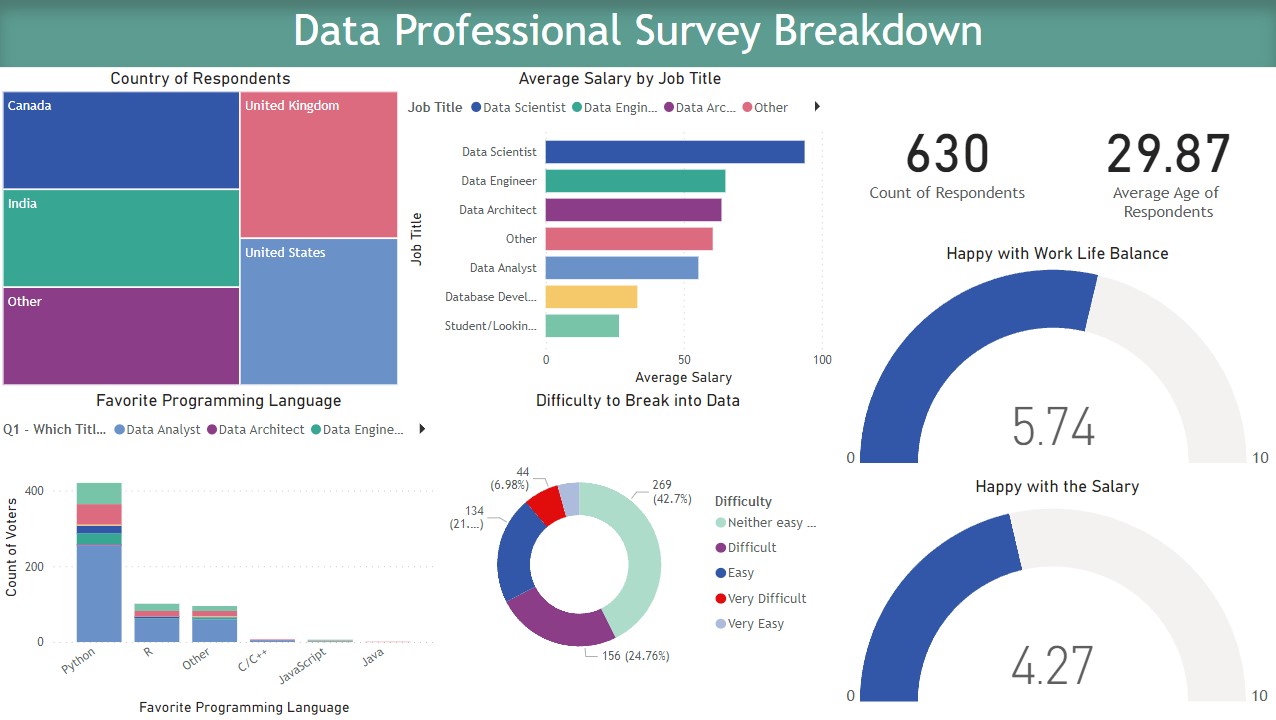 Data Professional Survey Breakdown
Country of Respondents
Canada
United Kingdom
India
United States
Other
Average Salary by Job Title
Job Title Data Scientist Data Engin... Data Arc... Other
Job Title
Data Scientist
Data Engineer
Data Architect
Other
Data Analyst
Database Devel...
Student/Lookin...
0 50 100
Average Salary
630
Count of Respondents
29.87
Average Age of
Respondents
Happy with Work Life Balance
5.74
0 10
Favorite Programming Language
Q1 - Which Titl... Data Analyst Data Architect Data Engine...
Count of Voters
400
200
0
Python R Other C/C++ JavaScript Java
Favorite Programming Language
Difficulty to Break into Data
44
(6.98%)
269
(42.7%)
134
(21....)
156 (24.76%)
Difficulty
Neither easy ...
Difficult
Easy
Very Difficult
Very Easy
Happy with the Salary
4.27
0 10